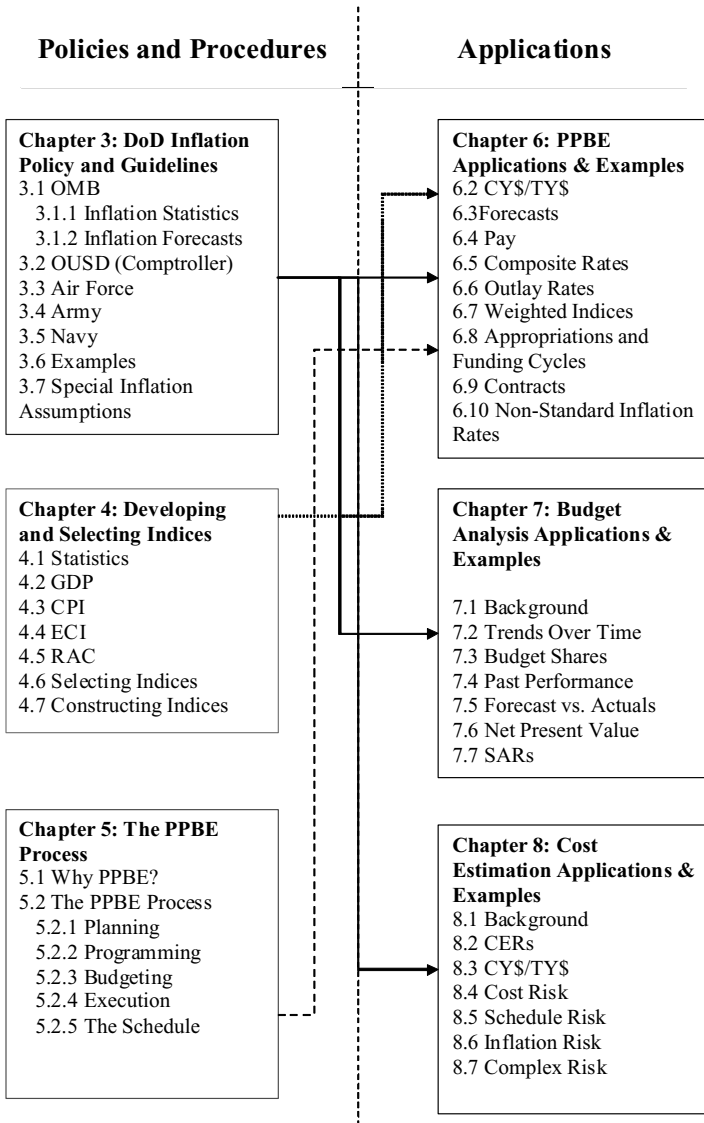 Policies and Procedures
Applications
Chapter 3: DoD Inflation
Policy and Guidelines
3.1 OMB
3.1.1 Inflation Statistics
3.1.2 Inflation Forecasts
3.2 OUSD (Comptroller)
3.3 Air Force
3.4 Army
3.5 Navy
3.6 Examples
3.7 Special Inflation
Assumptions
Chapter 4: Developing
and Selecting Indices
4.1 Statistics
4.2 GDP
4.3 CPI
4.4 ECI
4.5 RAC
4.6 Selecting Indices
4.7 Constructing Indices
Chapter 5: The PPBE
Process
5.1 Why PPBE?
5.2 The PPBE Process
5.2.1 Planning
5.2.2 Programming
5.2.3 Budgeting
5.2.4 Execution
5.2.5 The Schedule
Chapter 6: PPBE
Applications & Examples
6.2 CY$/TY$
6.3Forecasts
6.4 Pay
6.5 Composite Rates
6.6 Outlay Rates
6.7 Weighted Indices
6.8 Appropriations and
Funding Cycles
6.9 Contracts
6.10 Non-Standard Inflation
Rates
Chapter 7: Budget
Analysis Applications &
Examples
7.1 Background
7.2 Trends Over Time
7.3 Budget Shares
7.4 Past Performance
7.5 Forecast vs. Actuals
7.6 Net Present Value
7.7 SARs
Chapter 8: Cost
Estimation Applications &
Examples
8.1 Background
8.2 CERs
8.3 CY$/TY$
8.4 Cost Risk
8.5 Schedule Risk
8.6 Inflation Risk
8.7 Complex Risk